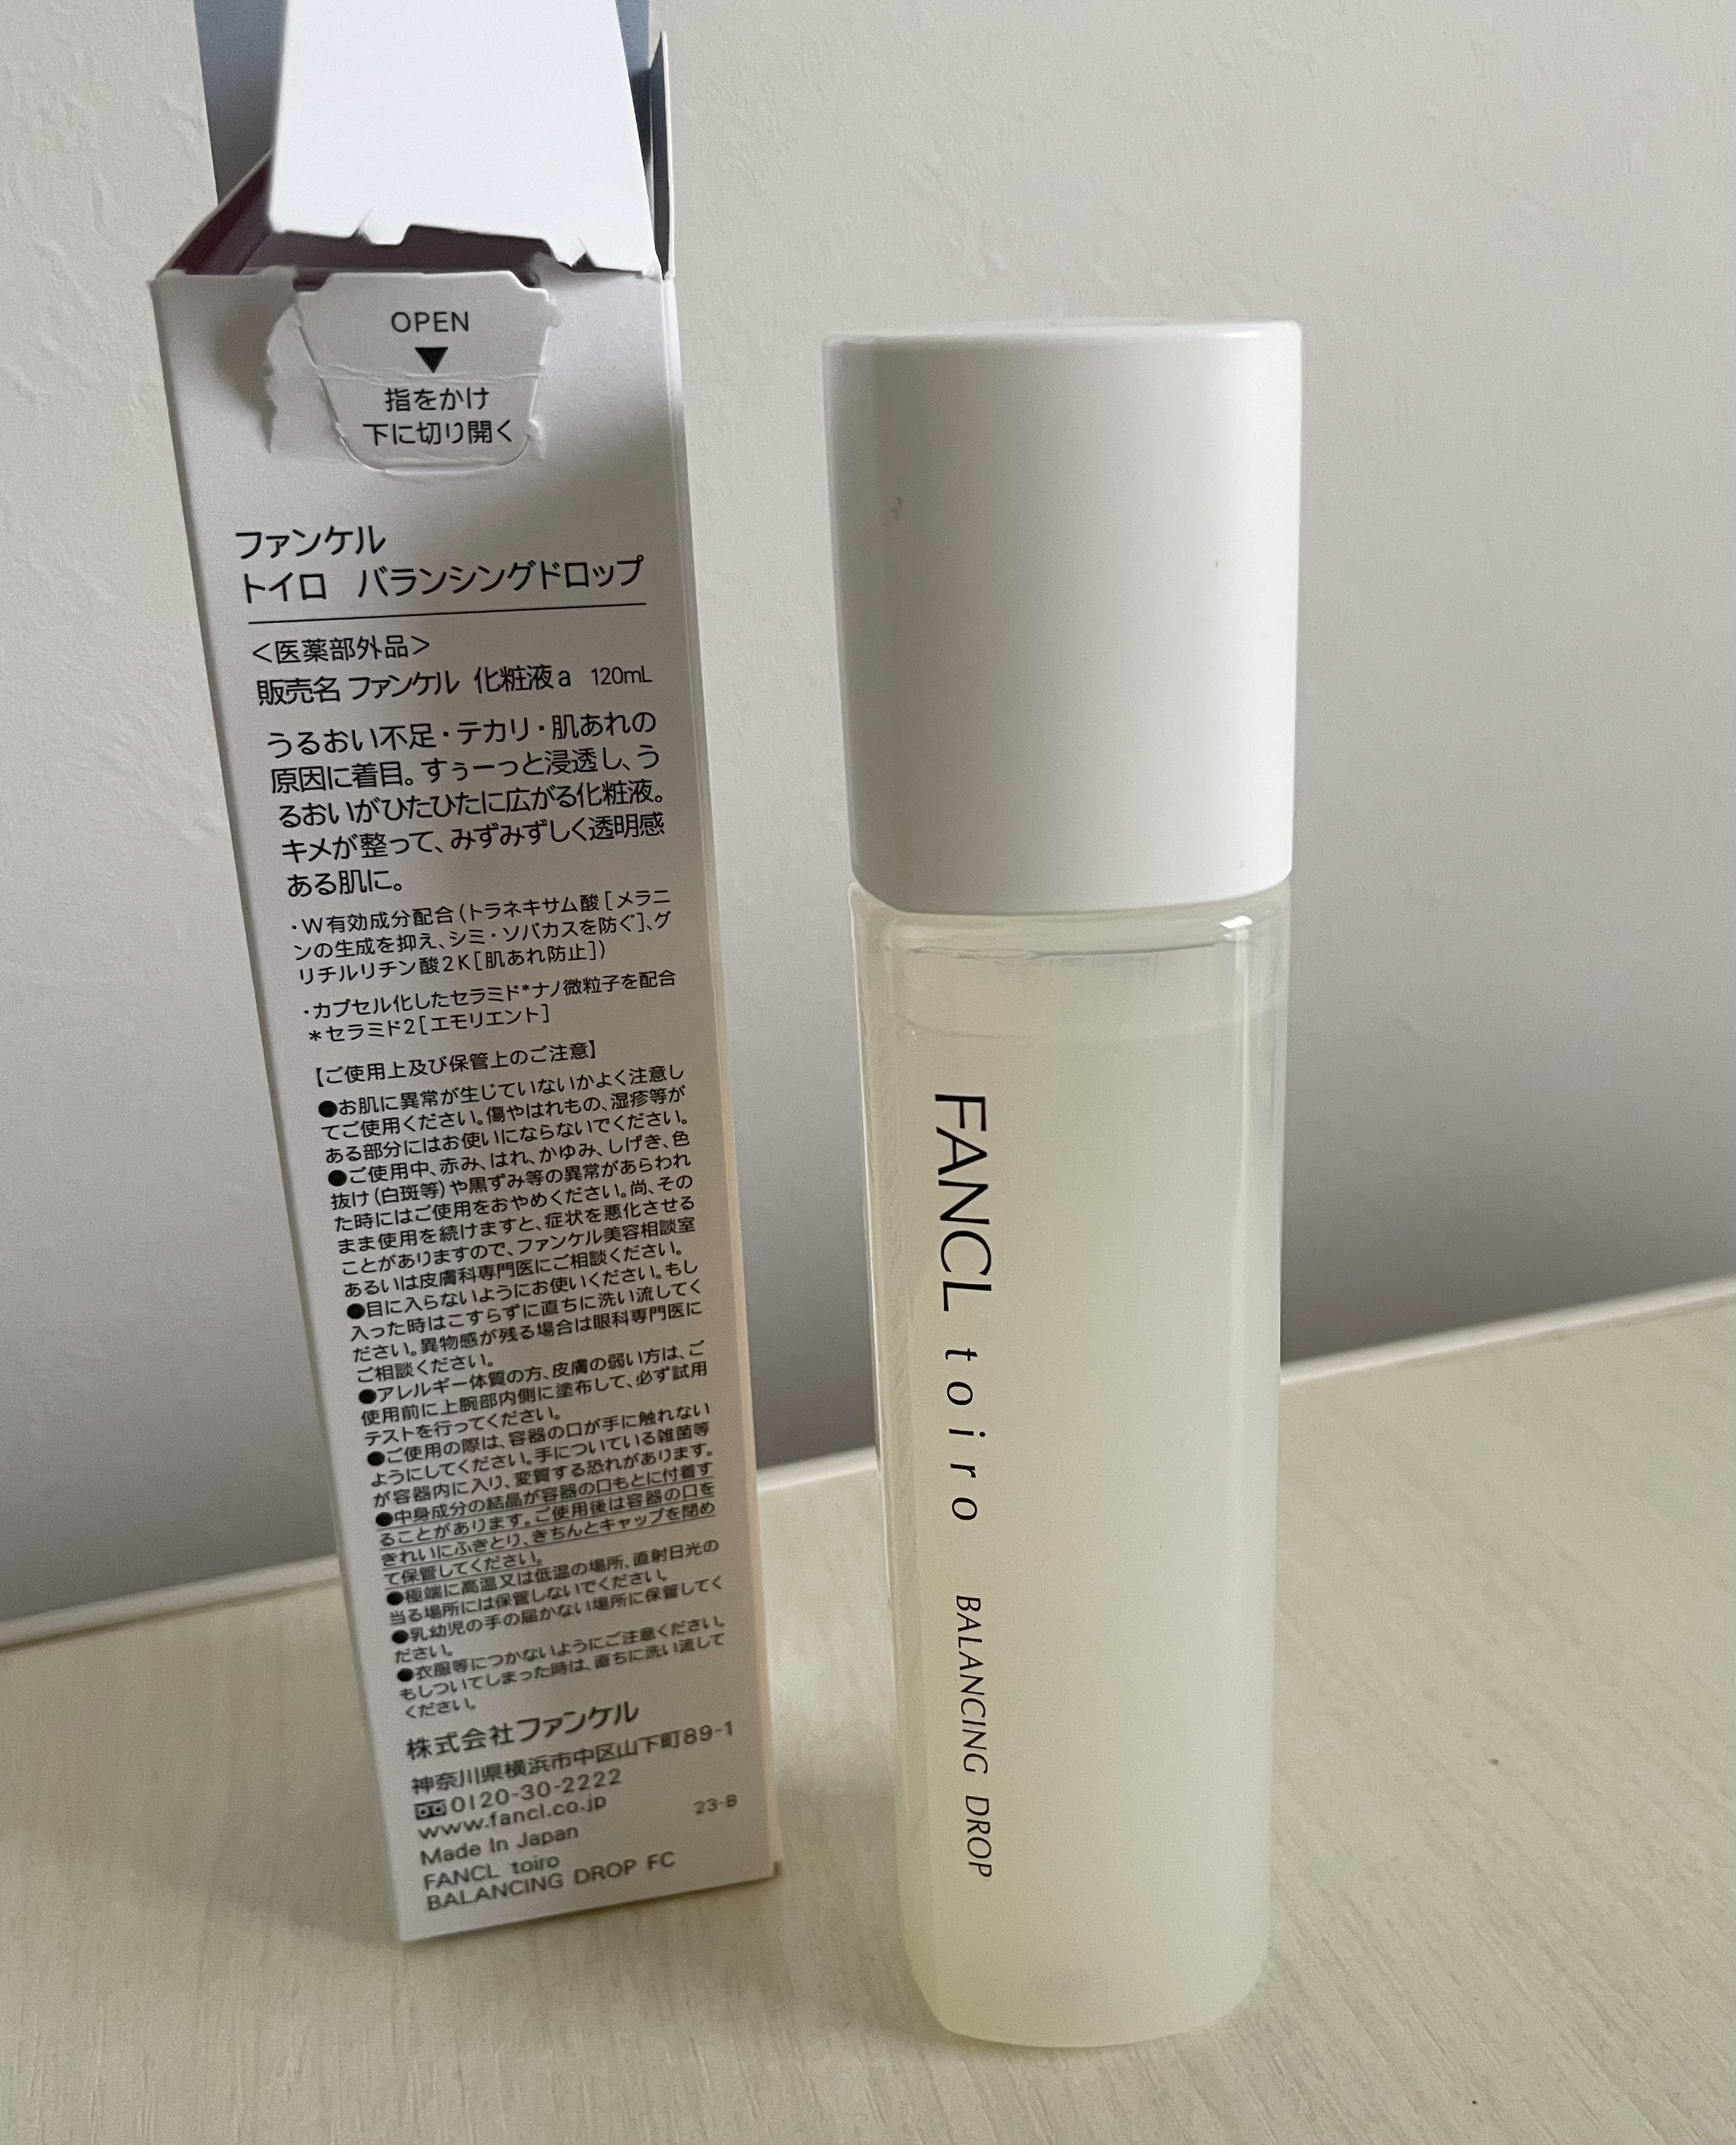 OPEN
▼
指をかけ
下に切り開く
ファンケル
トイロ バランシングドロップ
<医薬部外品>
販売名 ファンケル 化粧液a 120mL
うるおい不足・テカリ・肌あれの
原因に着目。すぅーっと浸透し、う
るおいがひたひたに広がる化粧液。
キメが整って、みずみずしく透明感
ある肌に。
・W有効成分配合(トラネキサム酸[メラニ
ンの生成を抑え、シミ・ソバカスを防ぐ]、グ
リチルリチン酸2K[肌あれ防止])
・カプセル化したセラミド*ナノ微粒子を配合
*セラミド2[エモリエント]
【ご使用上及び保管上のご注意】
●お肌に異常が生じていないかよく注意し
てご使用ください。傷やはれもの、湿疹等が
ある部分にはお使いにならないでください。
●ご使用中、赤み、はれ、かゆみ、しげき、色
抜け(白斑等)や黒ずみ等の異常があらわれ
た時にはご使用をおやめください。尚、その
まま使用を続けますと、症状を悪化させる
ことがありますので、ファンケル美容相談室
あるいは皮膚科専門医にご相談ください。
●目に入らないようにお使いください。もし
入った時はこすらずに直ちに洗い流してく
ださい。異物感が残る場合は眼科専門医に
ご相談ください。
●アレルギー体質の方、皮膚の弱い方は、ご
使用前に上腕部内側に塗布して、必ず試用
テストを行ってください。
●ご使用の際は、容器の口が手に触れない
ようにしてください。手についている雑菌等
が容器内に入り、変質する恐れがあります。
●中身成分の結晶が容器の口もとに付着す
ることがあります。ご使用後は容器の口を
きれいにふきとり、きちんとキャップを閉め
て保管してください。
●極端に高温又は低温の場所、直射日光の
当る場所には保管しないでください。
●乳幼児の手の届かない場所に保管してく
ださい。
●衣服等につかないようにご注意ください。
もしついてしまった時は、直ちに洗い流して
ください。
株式会社ファンケル
神奈川県横浜市中区山下町89-1
0120-30-2222
www.fancl.co.jp 23-B
Made In Japan
FANCL toiro
BALANCING DROP FC
FANCL toiro BALANCING DROP